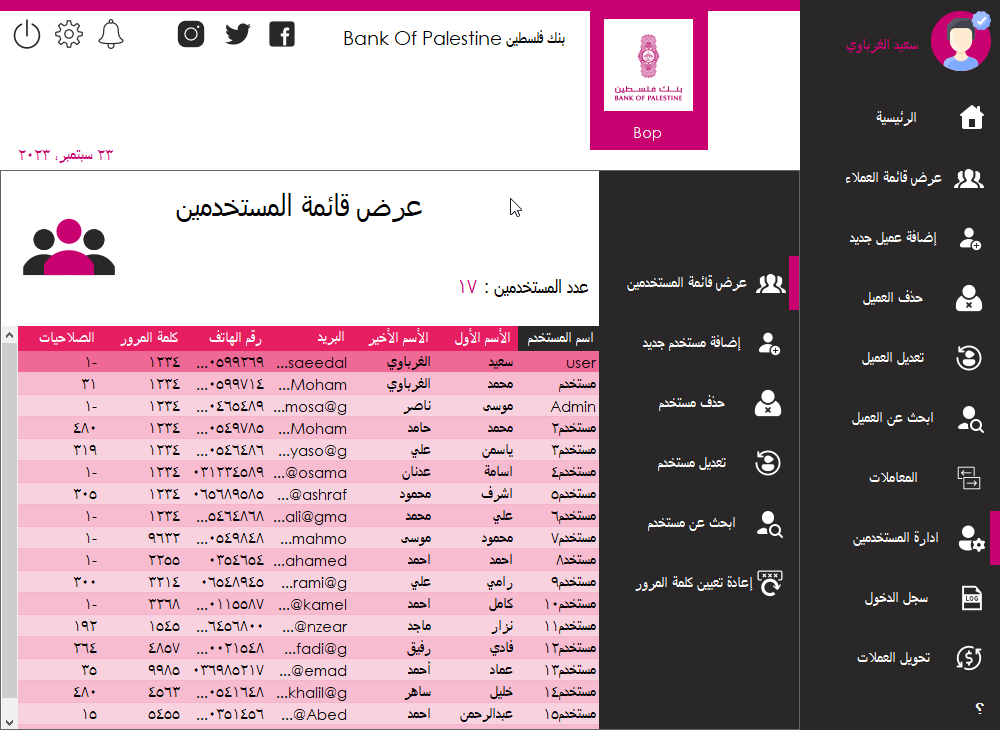 Bank Of Palestine بنك فلسطين
بنك فلسطين
BANK OF PALESTINE
Bop
٢٣ سبتمبر، ٢٠٢٣
سعيد الغرباوي
الرئيسية
عرض قائمة العملاء
إضافة عميل جديد
حذف العميل
تعديل العميل
ابحث عن العميل
المعاملات
ادارة المستخدمين
سجل الدخول
LOG
تحويل العملات
؟
عرض قائمة المستخدمين
إضافة مستخدم جديد
حذف مستخدم
تعديل مستخدم
ابحث عن مستخدم
إعادة تعيين كلمة المرور
عرض قائمة المستخدمين
عدد المستخدمين : ١٧
اسم المستخدم الأسم الأول الأسم الأخير البريد رقم الهاتف كلمة المرور الصلاحيات
user سعيد الغرباوي saeedal... ٠٥٩٩٢٦٩... ١٢٣٤ -١
مستخدم محمد الغرباوي Moham... ٠٥٩٩٧١٤... ١٢٣٤ ٣١
Admin موسى ناصر mosa@g... ٠٤٦٥٤٨٩... ١٢٣٤ -١
مستخدم٢ محمد حامد Moham... ٠٥٤٩٧٨٥... ١٢٣٤ ٤٨٠
مستخدم٣ ياسمن علي yaso@g... ٠٥٤٦٤٨٦... ١٢٣٤ ٣١٩
مستخدم٤ اسامة عدنان osama@... ٠٣١٢٣٤٥٨٩ ١٢٣٤ -١
مستخدم٥ اشرف محمود ashraf@... ٠٦٥٦٨٩٥٨٥ ١٢٣٤ ٣٠٥
مستخدم٦ علي محمد ali@gma... ٥٤٦٤٨٦٨... ١٢٣٤ -١
مستخدم٧ محمود موسى mahmo... ٠٥٤٩٨٤٨... ٩٦٣٢ -١
مستخدم٨ احمد احمد ahamed... ٠٣٥٤٦٥٤ ٢٢٥٥ -١
مستخدم٩ رامي علي rami@g... ٠٦٥٤٨٩٤٥ ٣٢١٤ ٣٠٠
مستخدم١٠ كامل احمد kamel@... ٠١١٥٥٨٧... ٣٢٦٨ -١
مستخدم١١ نزار ماجد nzear@... ٦٤٥٦٨٠٠... ١٥٤٥ ١٩٢
مستخدم١٢ فادي رفيق fadi@g... ٠٠٢١٥٤٨... ٤٨٥٧ ٢٦٤
مستخدم١٣ عماد أحمد emad@... ٠٣٦٩٨٥٢١٧ ٩٩٨٥ ٣٥
مستخدم١٤ خليل ساهر khalil@g... ٠٥٤١٦٤٨... ٤٥٦٣ ٤٨٠
مستخدم١٥ عبدالرحمن احمد Abed@... ٠٣٥١٤٥٦... ٥٤٥٥ ١٥